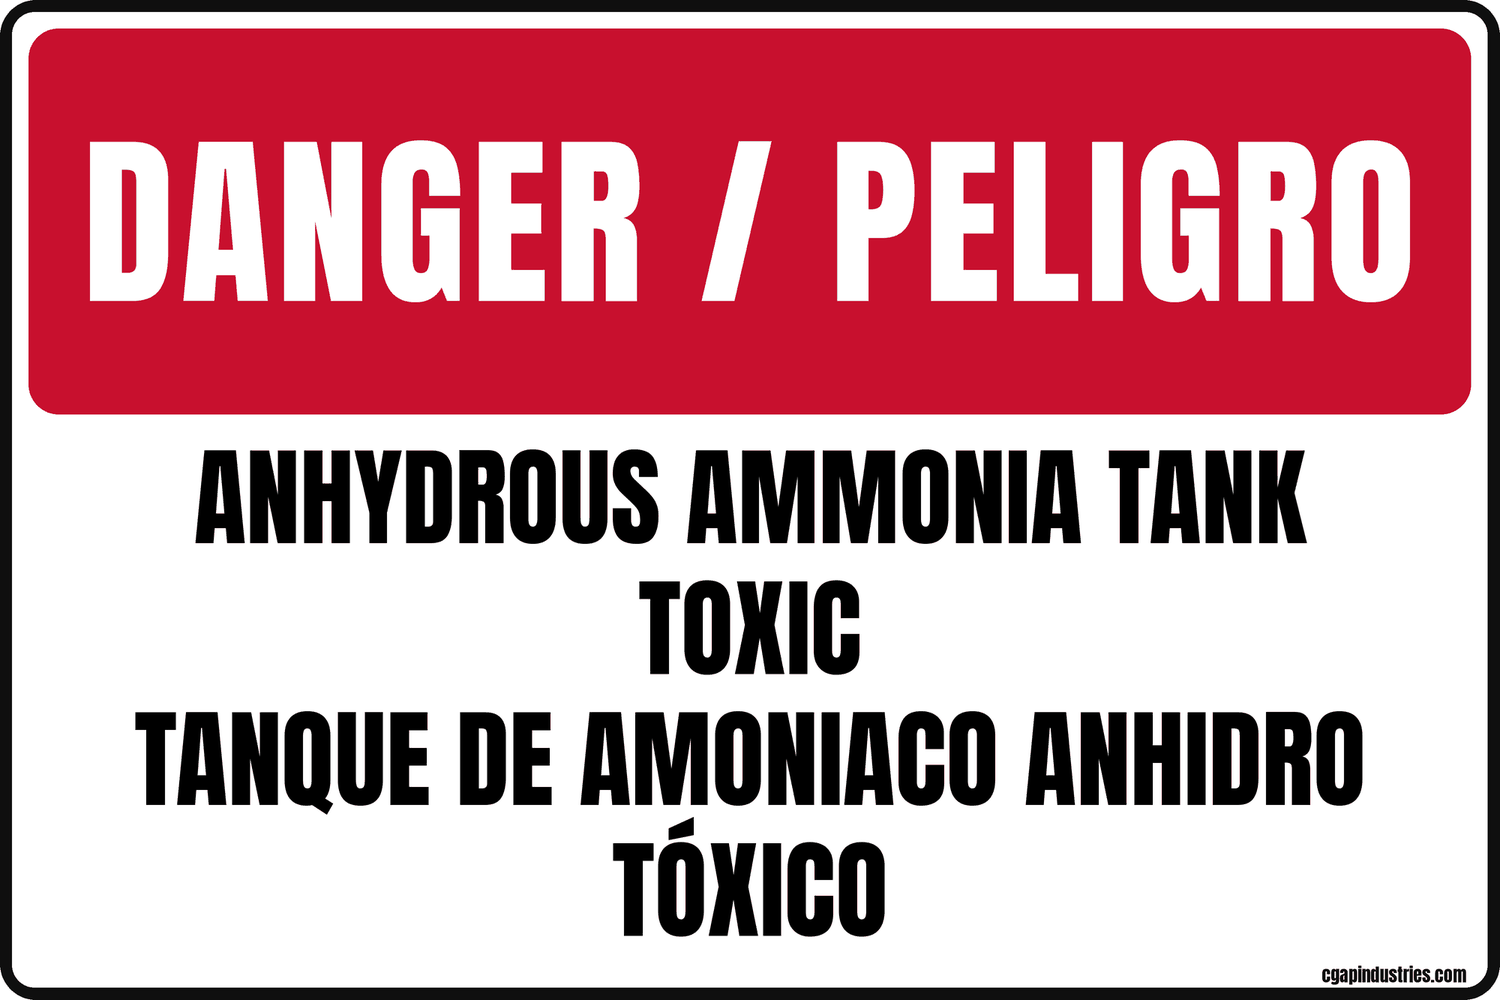 DANGER / PELIGRO
ANHYDROUS AMMONIA TANK
TOXIC
TANQUE DE AMONIACO ANHIDRO
TÓXICO
cgapindustries.com